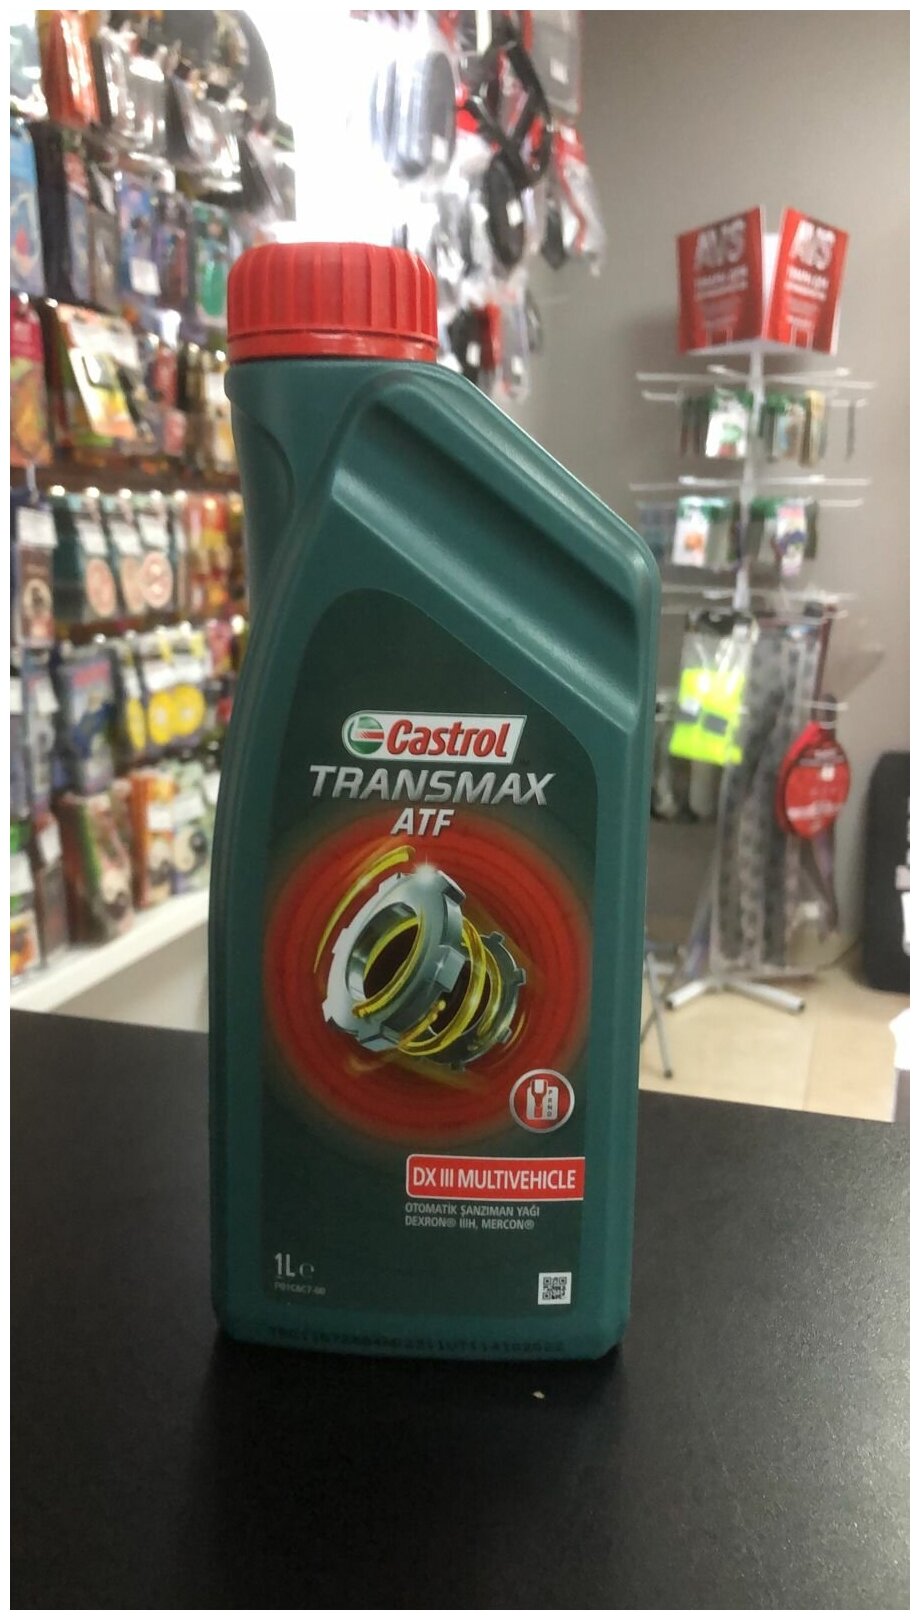 AVS
AVS
Castrol
TRANSMAX
ATF
P
R
N
D
DX III MULTIVEHICLE
OTOMATİK ŞANZIMAN YAĞI
DEXRON® IIIH, MERCON®
1L e